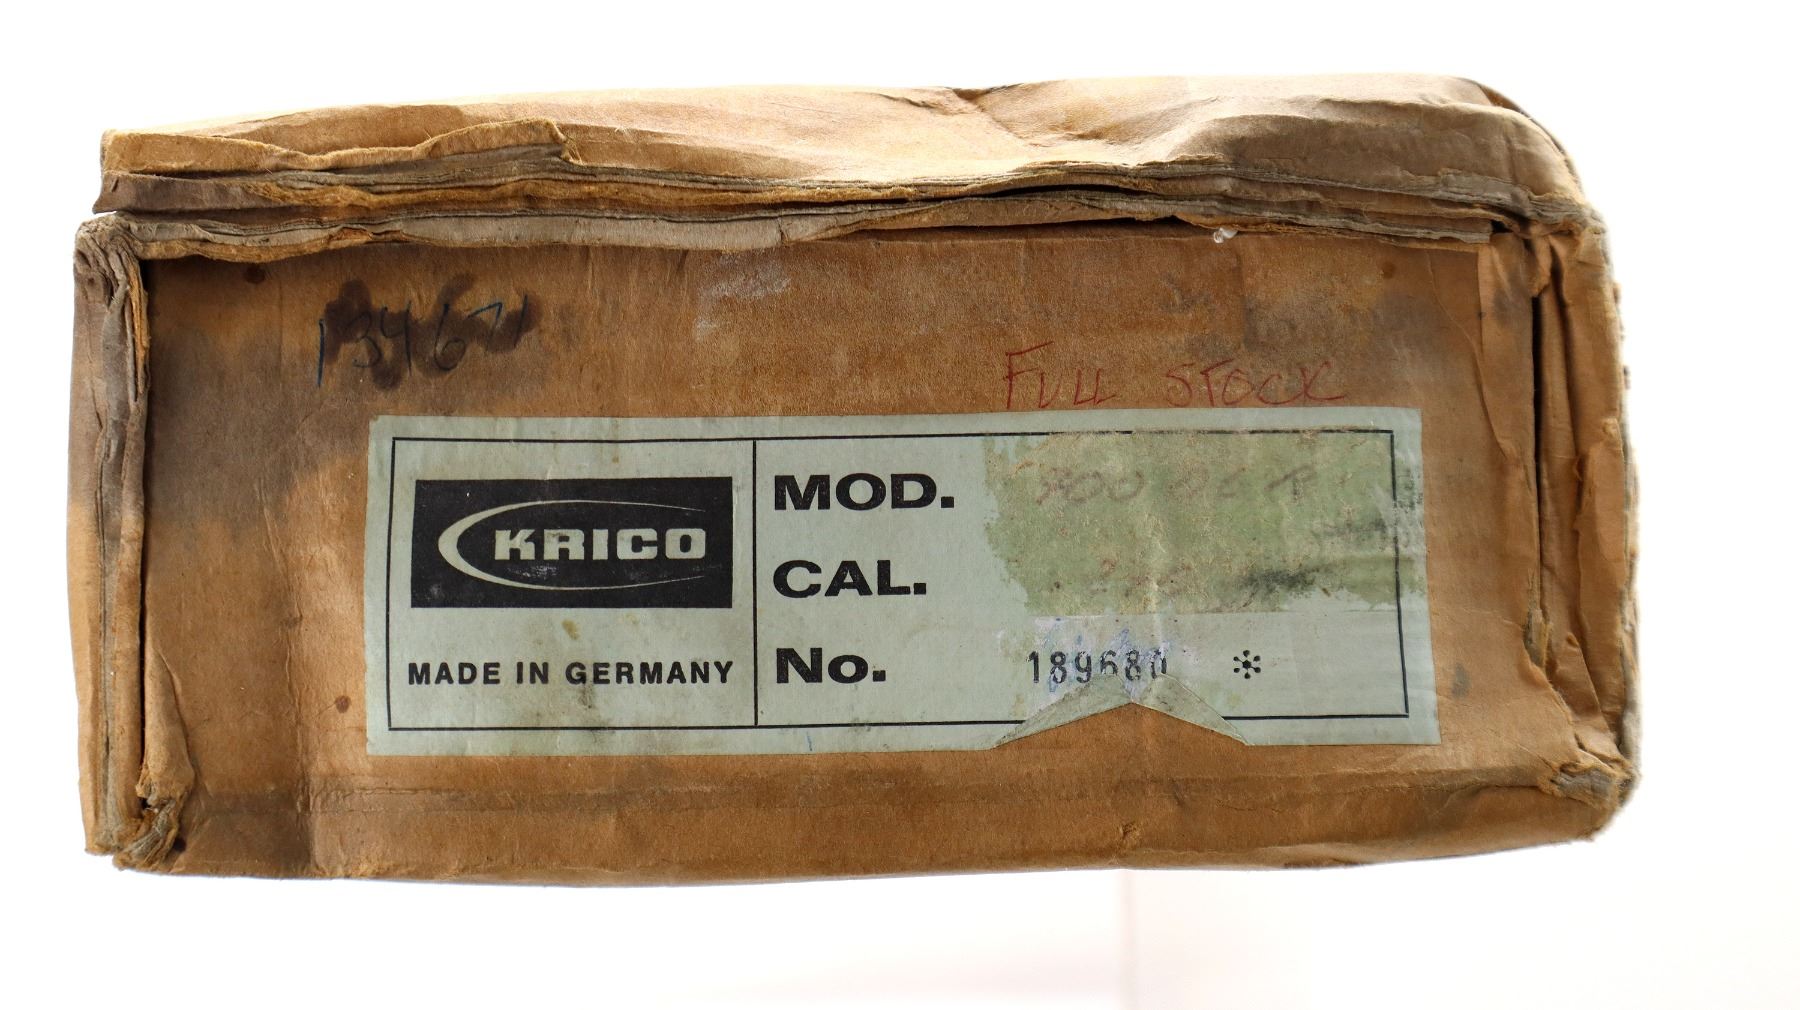 134671
FULL STOCK
KRICO
MADE IN GERMANY
MOD.
CAL.
No. 189680 *